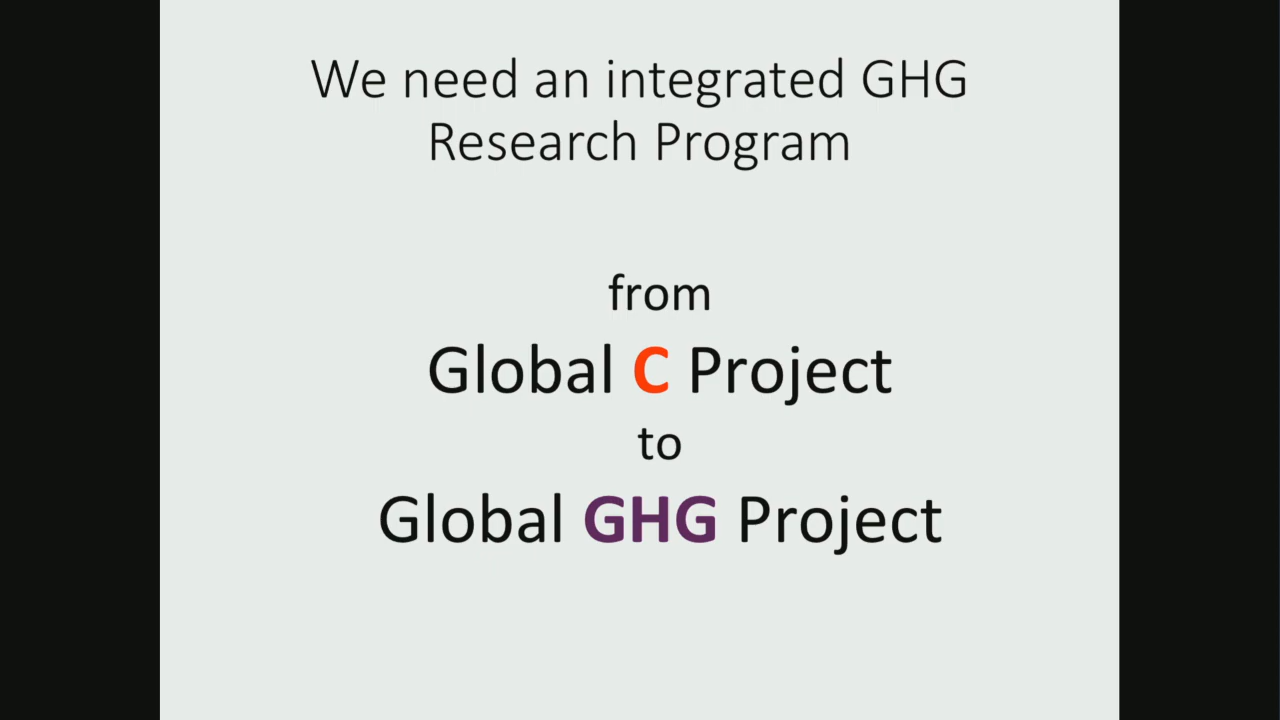 We need an integrated GHG
Research Program
from
Global C Project
to
Global GHG Project